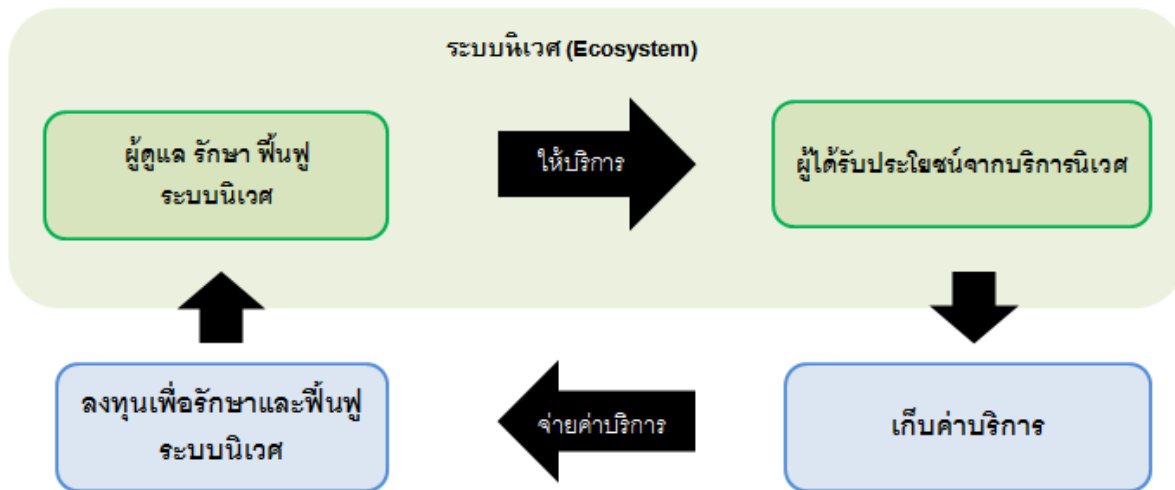 ระบบนิเวศ (Ecosystem)
ผู้ดูแล รักษา ฟื้นฟู
ระบบนิเวศ
ให้บริการ
ผู้ได้รับประโยชน์จากบริการนิเวศ
ลงทุนเพื่อรักษาและฟื้นฟู
ระบบนิเวศ
จ่ายค่าบริการ
เก็บค่าบริการ